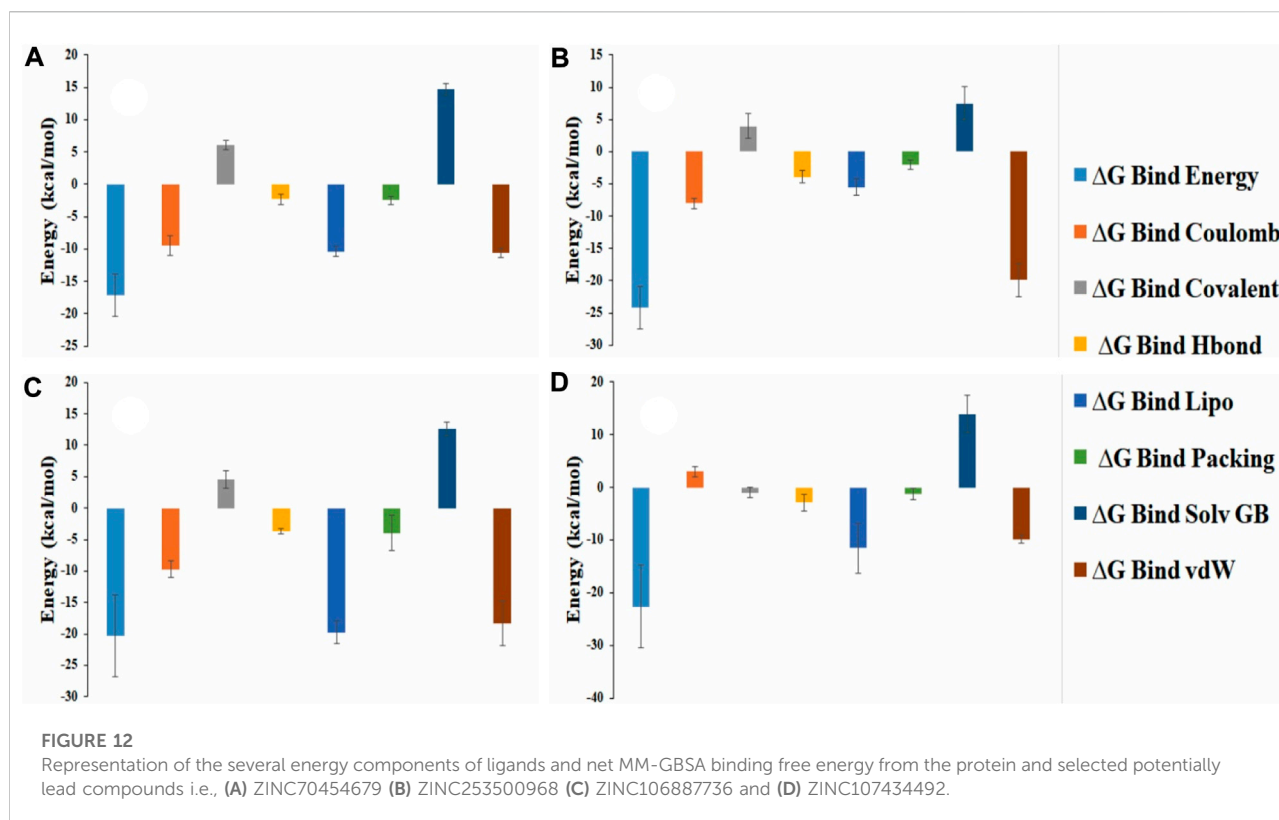 A
20
15
10
5
0
-5
-10
-15
-20
-25
Energy (kcal/mol)
B
15
10
5
0
-5
-10
-15
-20
-25
-30
Energy (kcal/mol)
C
20
15
10
5
0
-5
-10
-15
-20
-25
-30
Energy (kcal/mol)
D
20
10
0
-10
-20
-30
-40
Energy (kcal/mol)
ΔG Bind Energy
ΔG Bind Coulomb
ΔG Bind Covalent
ΔG Bind Hbond
ΔG Bind Lipo
ΔG Bind Packing
ΔG Bind Solv GB
ΔG Bind vdW
FIGURE 12
Representation of the several energy components of ligands and net MM-GBSA binding free energy from the protein and selected potentially
lead compounds i.e., (A) ZINC70454679 (B) ZINC253500968 (C) ZINC106887736 and (D) ZINC107434492.